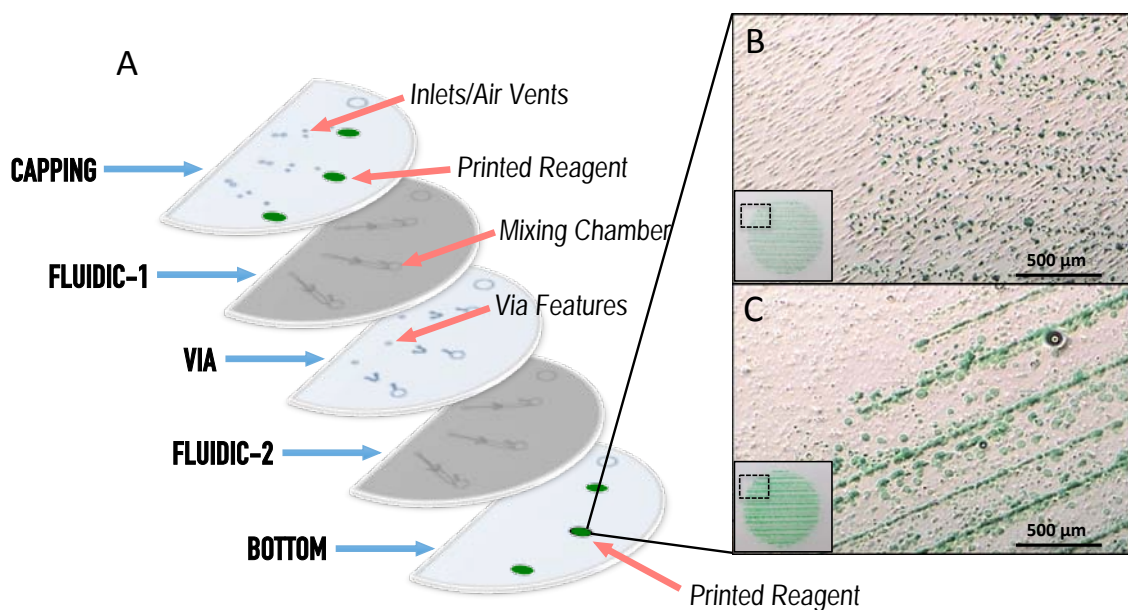 A
Inlets/Air Vents
CAPPING
Printed Reagent
Mixing Chamber
FLUIDIC-1
Via Features
VIA
FLUIDIC-2
BOTTOM
Printed Reagent
B
500 µm
C
500 µm